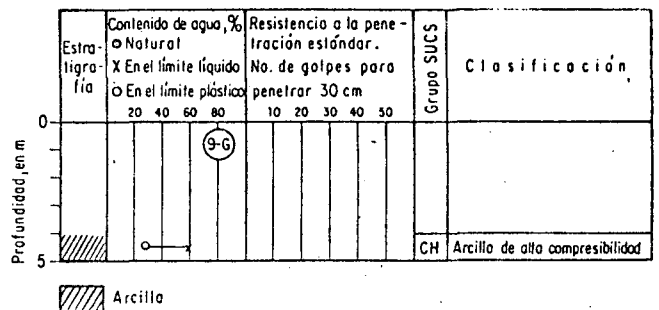 Estra-
tigra-
fía
Contenido de agua, %
o Natural
X En el límite líquido
o En el límite plástico
20 40 60 80
Resistencia a la pene-
tración estándar.
No. de golpes para
penetrar 30 cm
10 20 30 40 50
Grupo SUCS
Clasificación
Profundidad, en m
0
5
9-G
CH
Arcilla de alta compresibilidad
Arcilla